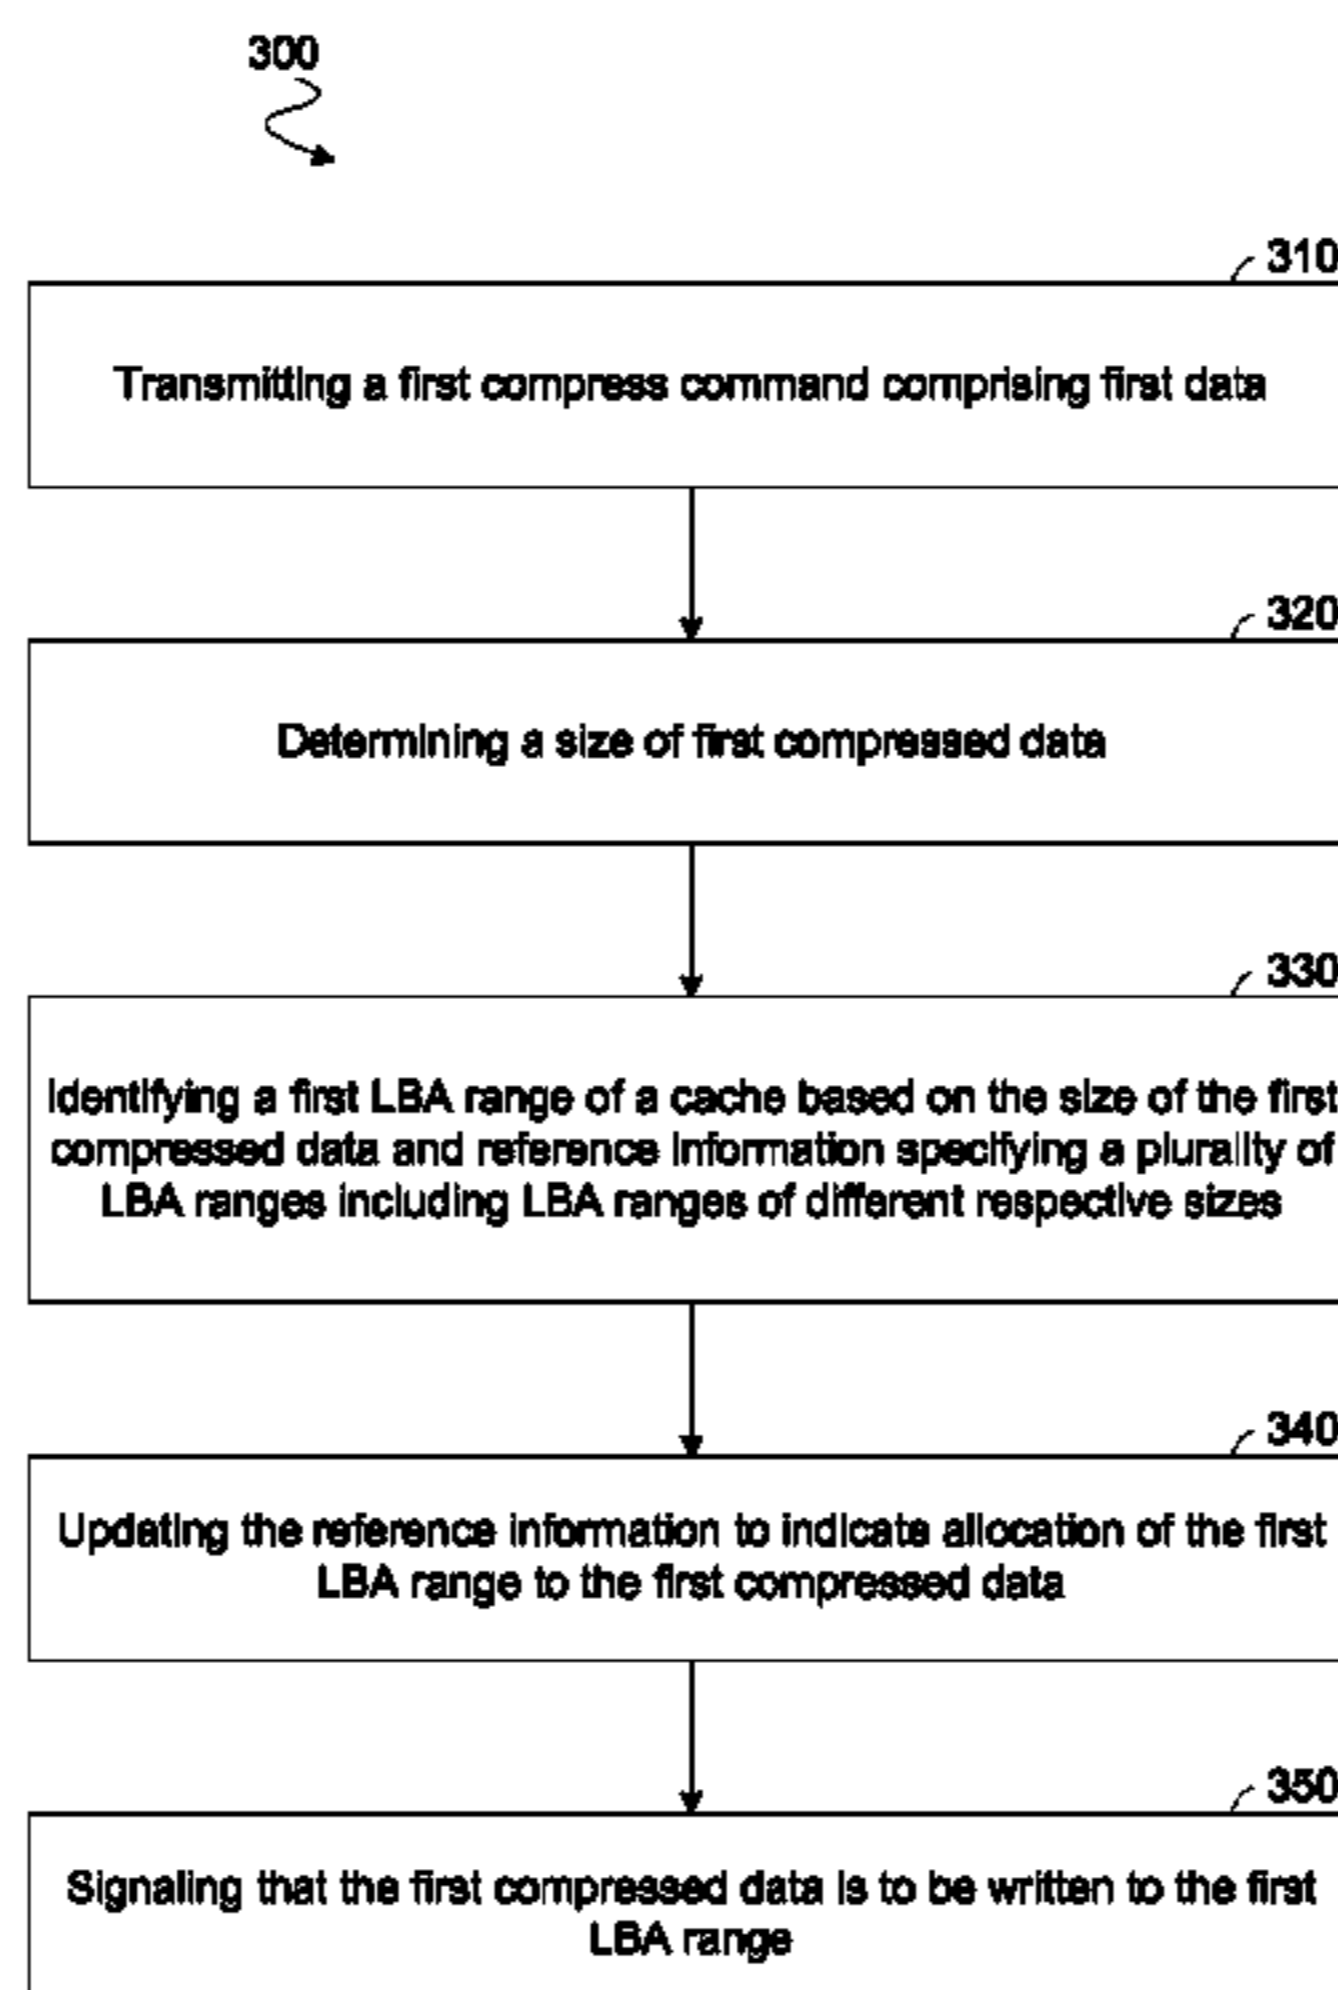 300
310
Transmitting a first compress command comprising first data
320
Determining a size of first compressed data
330
Identifying a first LBA range of a cache based on the size of the first
compressed data and reference information specifying a plurality of
LBA ranges including LBA ranges of different respective sizes
340
Updating the reference information to indicate allocation of the first
LBA range to the first compressed data
350
Signaling that the first compressed data is to be written to the first
LBA range